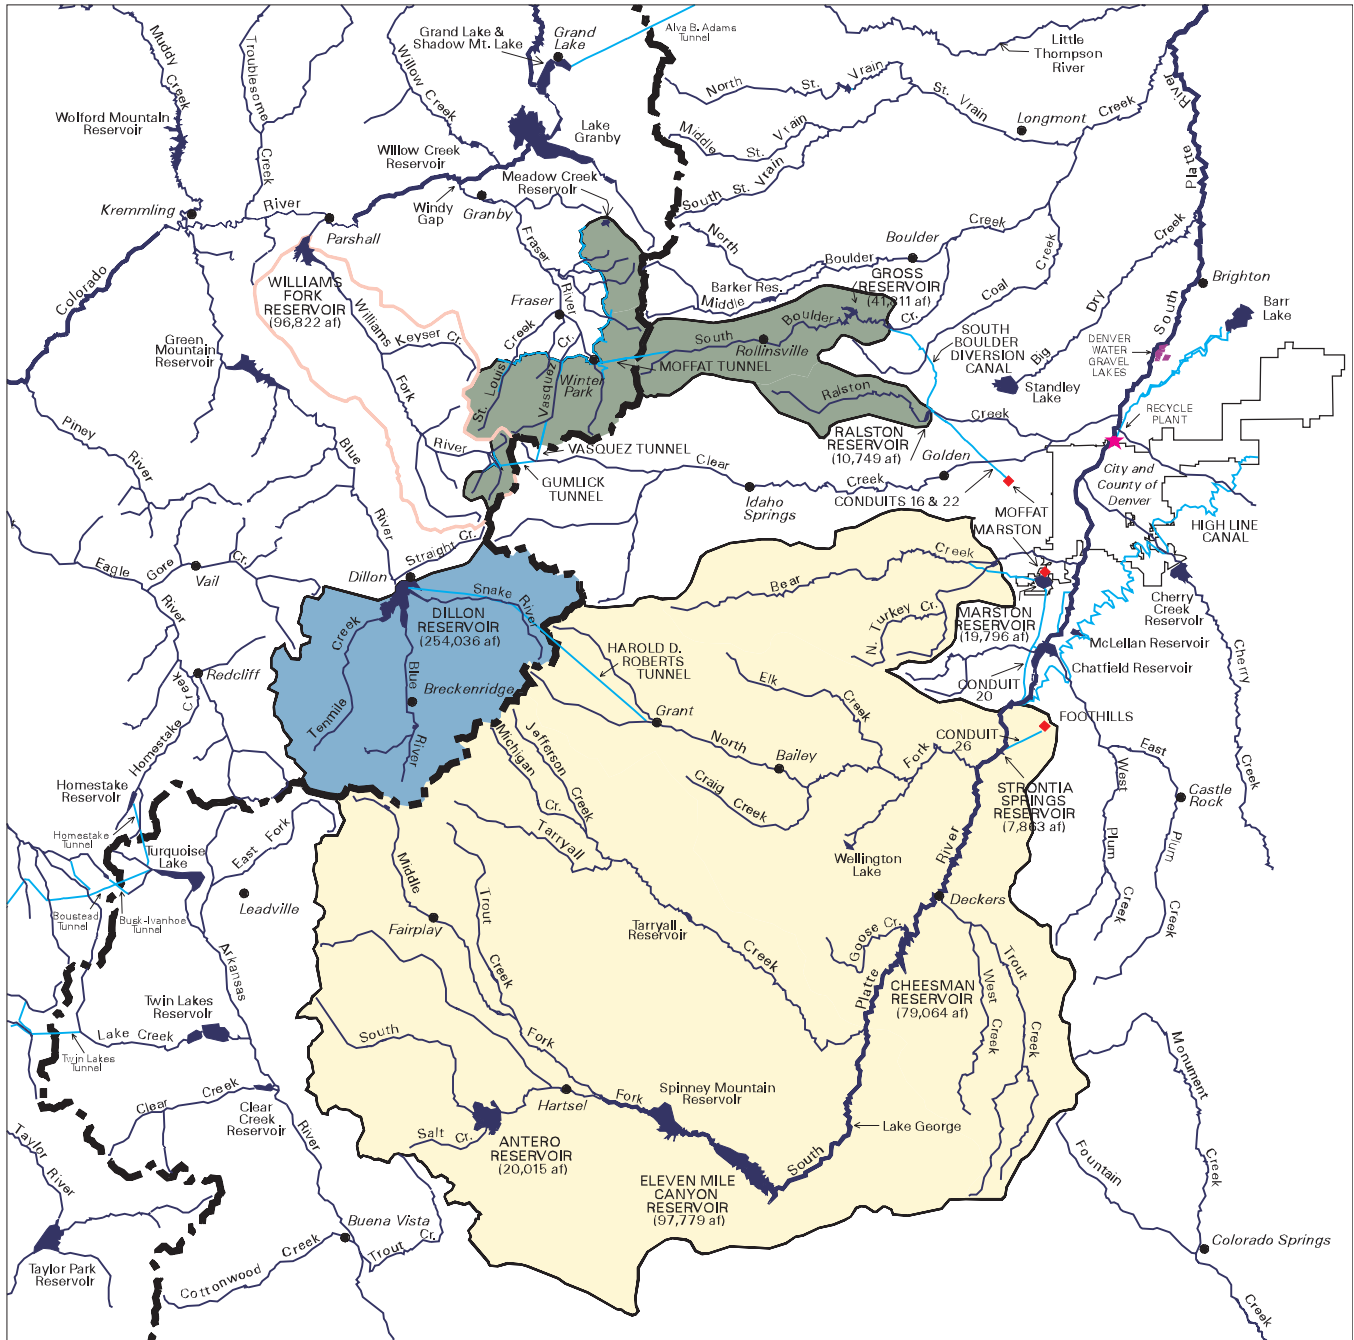 Muddy Creek
Troublesome
Creek
Willow Creek
Grand Lake &
Shadow Mt. Lake
Grand
Lake
Alva B. Adams
Tunnel
Little
Thompson
River
River
North St. Vrain
St. Vrain
Creek
Longmont
Wolford Mountain
Reservoir
Lake
Granby
Middle St. Vrain
South St. Vrain
Platte
Willow Creek
Reservoir
Meadow Creek
Reservoir
Kremmling
River
Parshall
Windy
Gap
Granby
North
Boulder
Creek
Boulder
Creek
Creek
Colorado
WILLIAMS
FORK
RESERVOIR
(96,822 af)
Fraser
River
Fraser
Barker Res.
Middle
GROSS
RESERVOIR
(41,811 af)
Boulder
Cr.
Coal
Dry
Big
Brighton
Barr
Lake
South
Williams
Fork
River
Keyser Cr.
Creek
St. Louis
Cr.
Vasquez
Winter
Park
South
Rollinsville
MOFFAT TUNNEL
SOUTH
BOULDER
DIVERSION
CANAL
DENVER
WATER
GRAVEL
LAKES
Standley
Lake
Green
Mountain
Reservoir
Ralston
Creek
RECYCLE
PLANT
RALSTON
RESERVOIR
(10,749 af)
Golden
Piney
River
Blue
River
VASQUEZ TUNNEL
GUMLICK
TUNNEL
Clear
Creek
Idaho
Springs
CONDUITS 16 & 22
MOFFAT
City and
County of
Denver
HIGH LINE
CANAL
MARSTON
Eagle
River
Gore
Cr.
Vail
Straight Cr.
Dillon
Snake
River
DILLON
RESERVOIR
(254,036 af)
Bear
Creek
N. Turkey Cr.
MARSTON
RESERVOIR
(19,796 af)
Cherry
Creek
Reservoir
McLellan Reservoir
Chatfield Reservoir
Cherry
Creek
Tenmile
Creek
Blue
River
Breckenridge
HAROLD D.
ROBERTS
TUNNEL
Redcliff
Homestake
Creek
Elk
Creek
CONDUIT
20
FOOTHILLS
Grant
North
Bailey
Fork
CONDUIT
26
Michigan
Cr.
Jefferson
Creek
Craig
Creek
Tarryall
Homestake
Reservoir
Homestake
Tunnel
Turquoise
Lake
East Fork
STRONTIA
SPRINGS
RESERVOIR
(7,863 af)
East
West
Plum
Creek
Plum
Creek
Castle
Rock
River
Wellington
Lake
Leadville
Boustead
Tunnel
Busk-Ivanhoe
Tunnel
Middle
Trout
Creek
Fairplay
Tarryall
Reservoir
Creek
Goose Cr.
Deckers
Trout
Creek
West
Creek
Arkansas
River
Twin Lakes
Reservoir
Lake Creek
Twin Lakes
Tunnel
Platte
CHEESMAN
RESERVOIR
(79,064 af)
South
Fork
Fork
Hartsel
Spinney Mountain
Reservoir
Lake George
Monument
Creek
Clear
Creek
Clear
Creek
Reservoir
Salt Cr.
ANTERO
RESERVOIR
(20,015 af)
South
ELEVEN MILE
CANYON
RESERVOIR
(97,779 af)
Fountain
Creek
Taylor
River
Taylor Park
Reservoir
Cottonwood
Creek
Buena Vista
Trout
Cr.
Colorado Springs